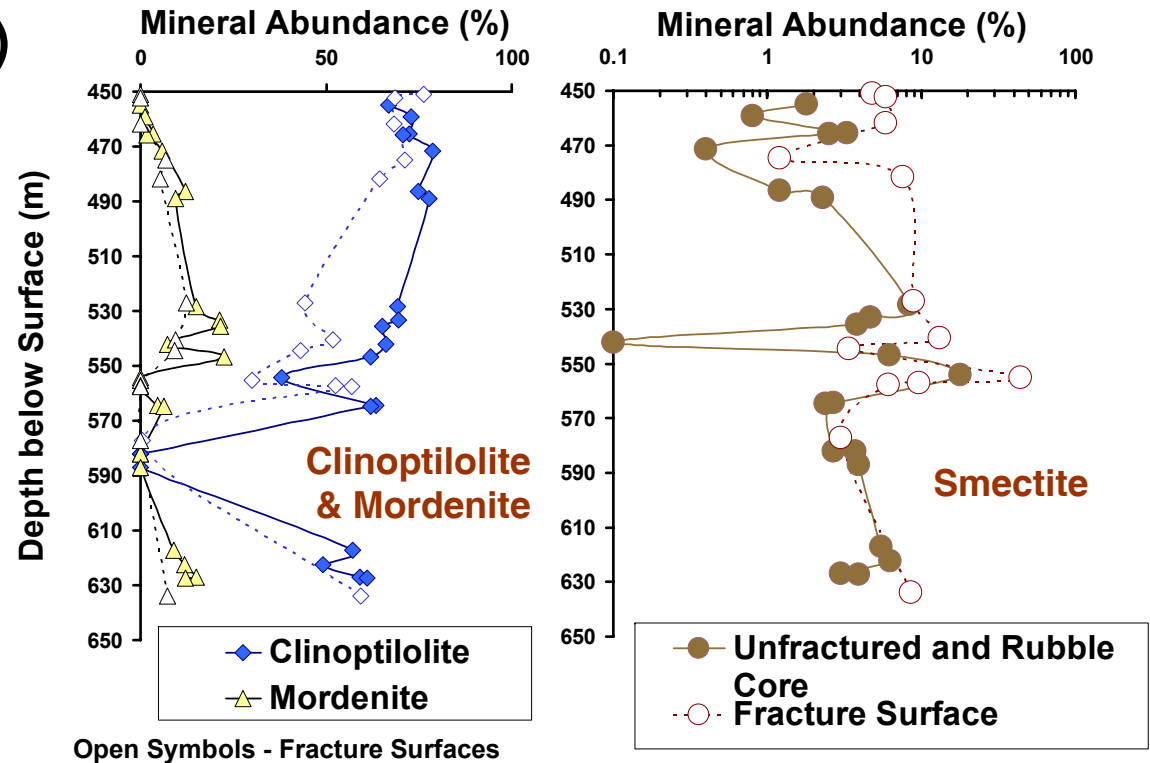 )
Mineral Abundance (%)
0 50 100
450
470
490
510
530
550
570
590
610
630
650
Depth below Surface (m)
Clinoptilolite
& Mordenite
Clinoptilolite
Mordenite
Open Symbols - Fracture Surfaces
Mineral Abundance (%)
0.1 1 10 100
450
470
490
510
530
550
570
590
610
630
650
Smectite
Unfractured and Rubble
Core
Fracture Surface